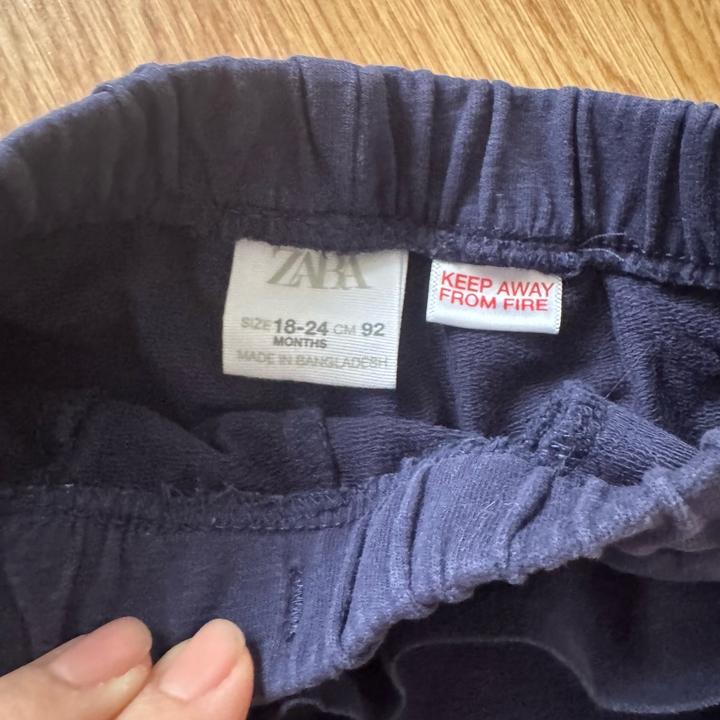 ZARA
SIZE 18-24 CM 92
MONTHS
MADE IN BANGLADESH
KEEP AWAY
FROM FIRE